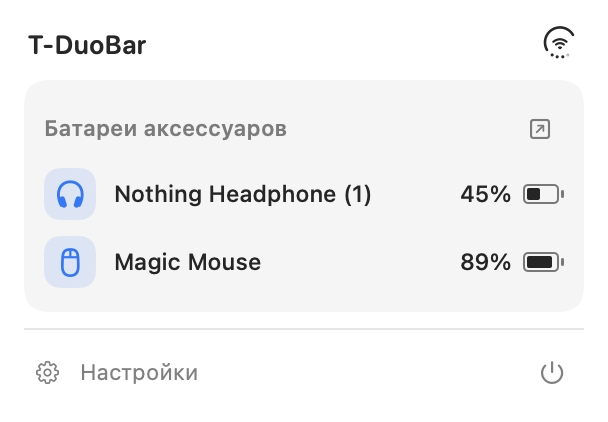 T-DuoBar
Батареи аксессуаров
Nothing Headphone (1) 45%
Magic Mouse 89%
Настройки